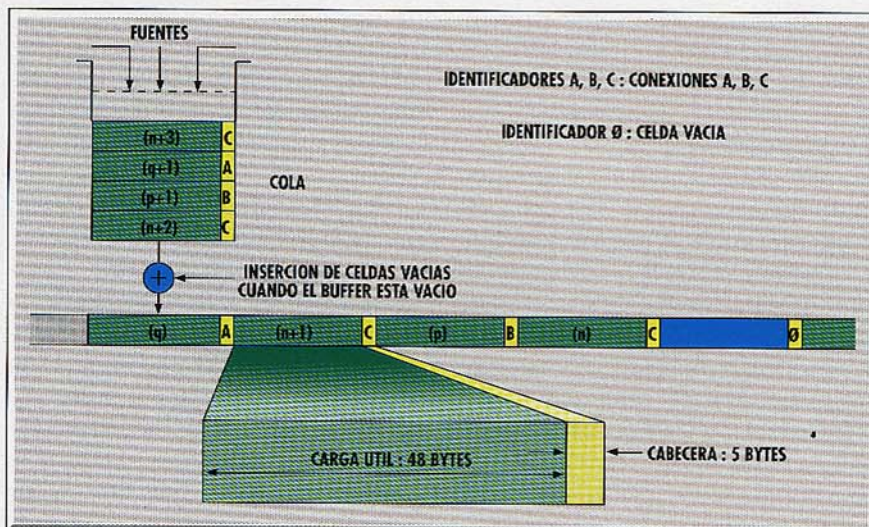 FUENTES
IDENTIFICADORES A, B, C : CONEXIONES A, B, C
IDENTIFICADOR Ø : CELDA VACIA
(n+3) C
(q+1) A
(p+1) B
(n+2) C
COLA
+
INSERCION DE CELDAS VACIAS
CUANDO EL BUFFER ESTA VACIO
(q) A (n+1) C (p) B (n) C Ø
CARGA UTIL : 48 BYTES
CABECERA : 5 BYTES